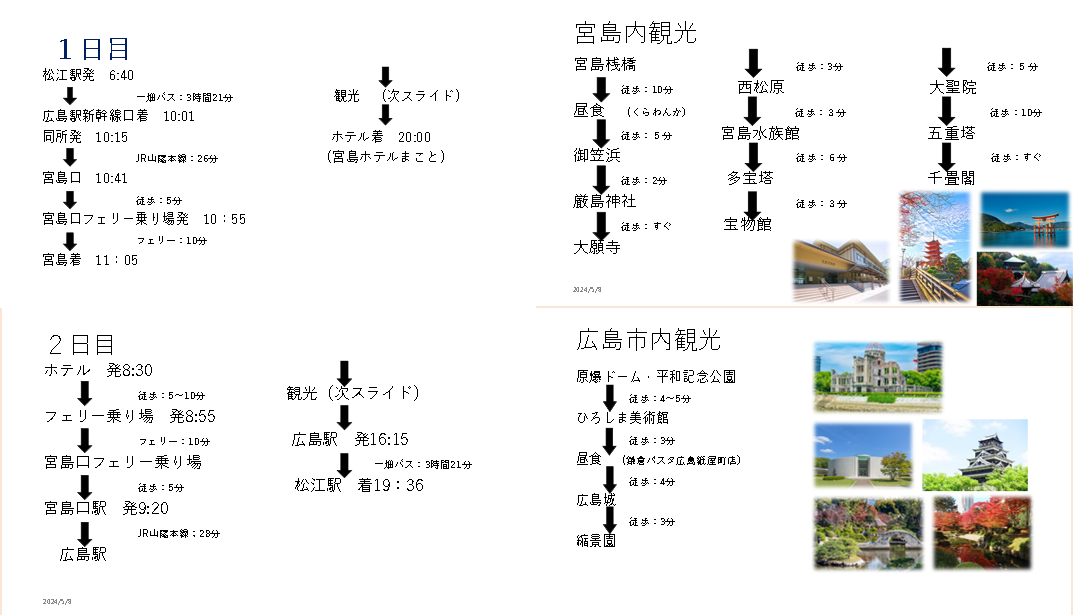 １日目
松江駅発　6:40
一畑バス：3時間21分
広島駅新幹線口着　10:01
同所発　10:15
JR山陽本線：26分
宮島口　10:41
徒歩：5分
宮島口フェリー乗り場発　10：55
フェリー：10分
宮島着　11：05
観光　（次スライド）
ホテル着　20:00
（宮島ホテルまこと）
宮島内観光
宮島桟橋
徒歩：10分
昼食　（くらわんか）
徒歩：５分
御笠浜
徒歩：2分
厳島神社
徒歩：すぐ
大願寺
徒歩：3分
西松原
徒歩：３分
宮島水族館
徒歩：６分
多宝塔
徒歩：３分
宝物館
徒歩：５分
大聖院
徒歩：10分
五重塔
徒歩：すぐ
千畳閣
2024/5/8
２日目
ホテル　発8:30
徒歩：5～10分
フェリー乗り場　発8:55
フェリー：10分
宮島口フェリー乗り場
徒歩：5分
宮島口駅　発9:20
JR山陽本線：28分
広島駅
観光（次スライド）
広島駅　発16:15
一畑バス：3時間21分
松江駅　着19：36
2024/5/8
広島市内観光
原爆ドーム・平和記念公園
徒歩：4～5分
ひろしま美術館
徒歩：3分
昼食　（鎌倉パスタ広島紙屋町店）
徒歩：4分
広島城
徒歩：3分
縮景園